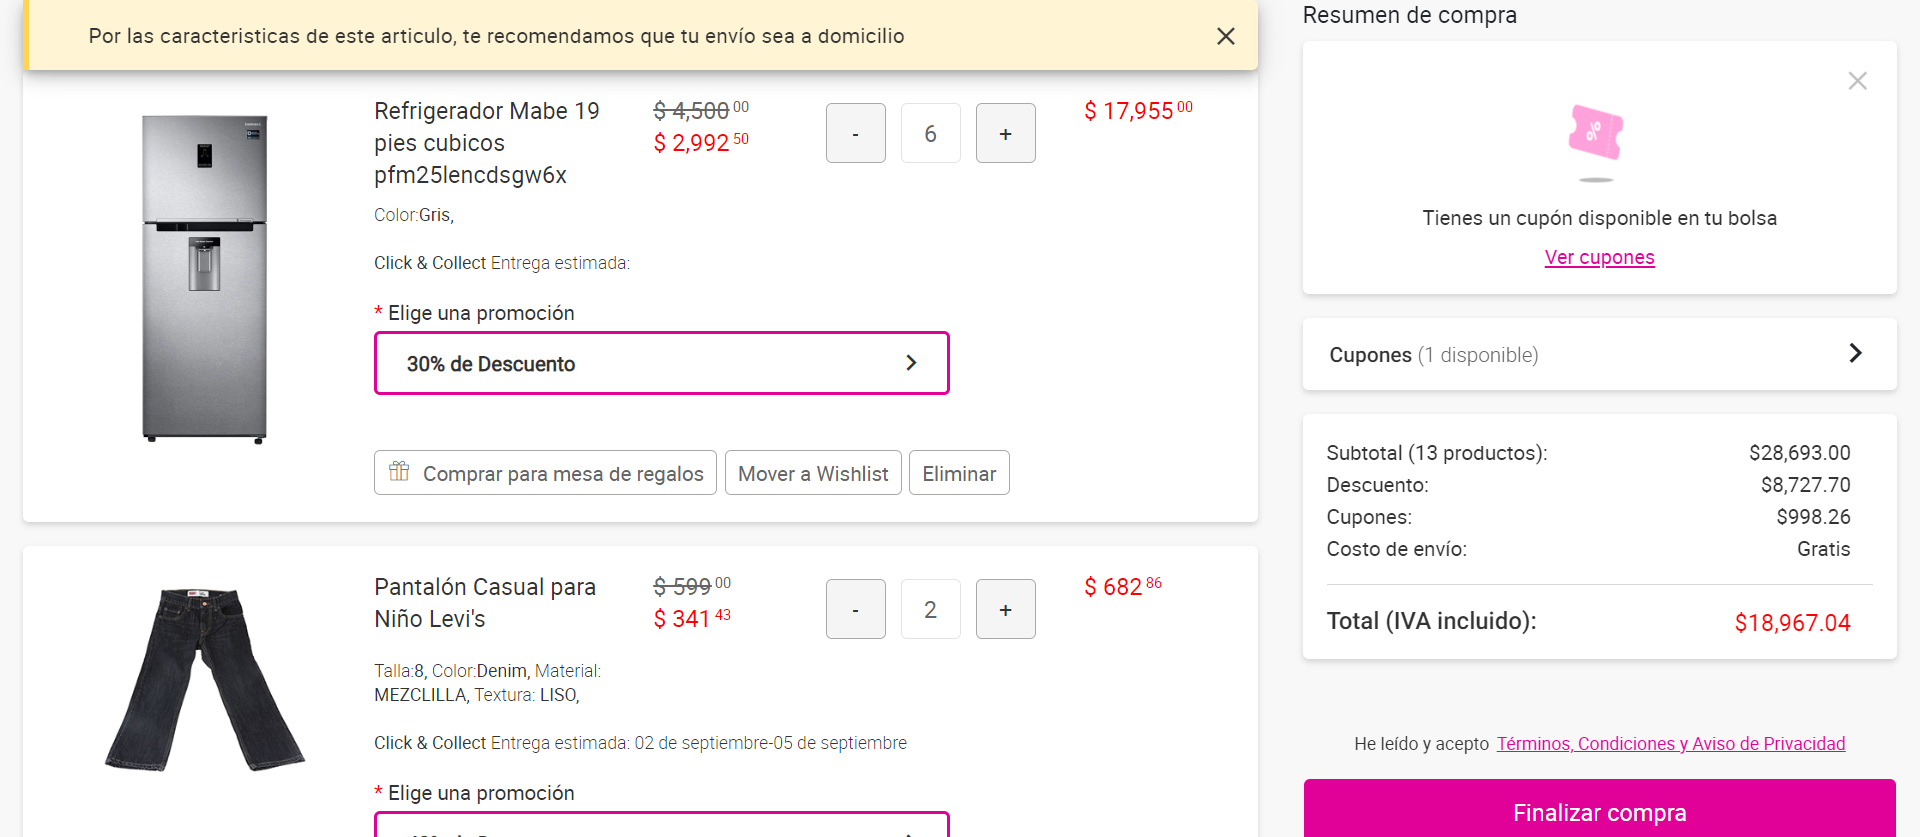 Por las caracteristicas de este articulo, te recomendamos que tu envío sea a domicilio
Refrigerador Mabe 19
pies cubicos
pfm25lencdsgw6x
$ 4,500 00
$ 2,992 50
-
6
+
$ 17,955 00
Color:Gris,
Click & Collect Entrega estimada:
* Elige una promoción
30% de Descuento
Comprar para mesa de regalos
Mover a Wishlist
Eliminar
Pantalón Casual para
Niño Levi's
$ 599 00
$ 341 43
-
2
+
$ 682 86
Talla:8, Color:Denim, Material:
MEZCLILLA, Textura: LISO,
Click & Collect Entrega estimada: 02 de septiembre-05 de septiembre
* Elige una promoción
Resumen de compra
%
Tienes un cupón disponible en tu bolsa
Ver cupones
Cupones (1 disponible)
Subtotal (13 productos): $28,693.00
Descuento: $8,727.70
Cupones: $998.26
Costo de envío: Gratis
Total (IVA incluido): $18,967.04
He leído y acepto Términos, Condiciones y Aviso de Privacidad
Finalizar compra